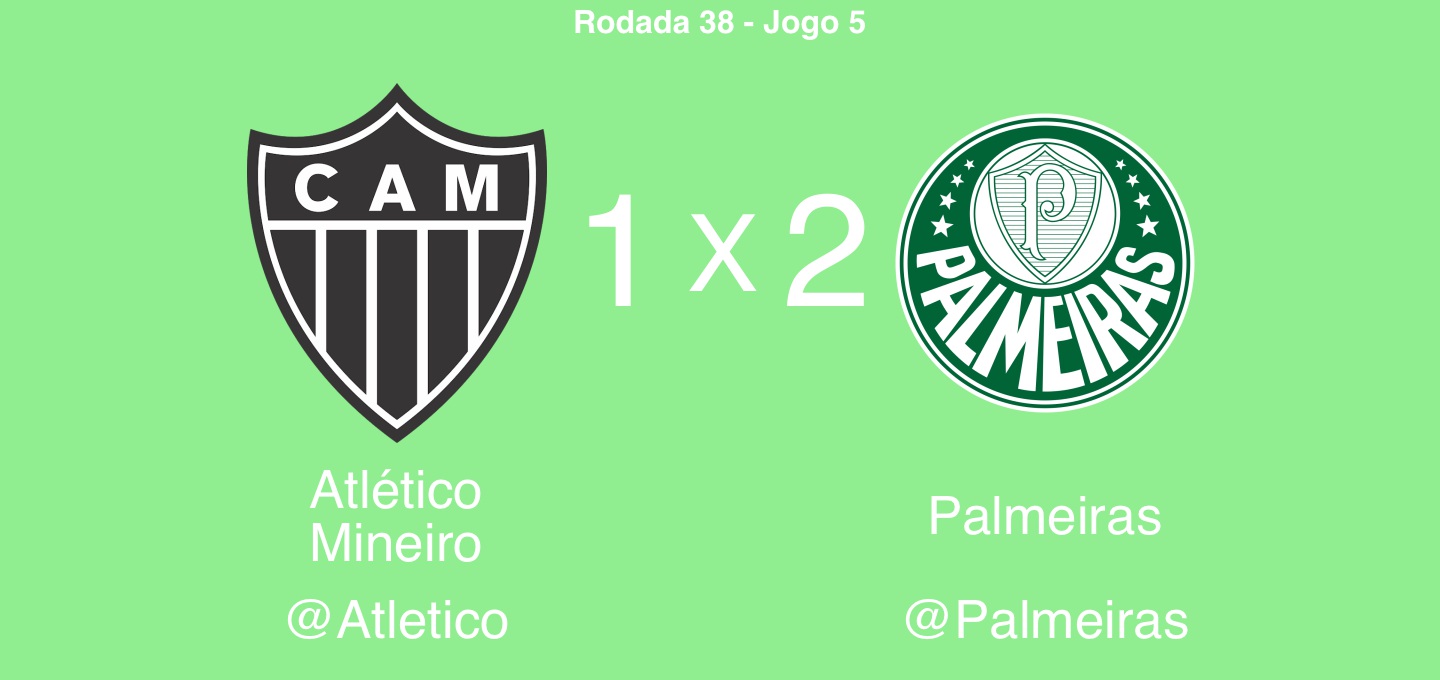 Rodada 38 - Jogo 5
CAM
1 x 2
P
PALMEIRAS
Atlético
Mineiro
Palmeiras
@Atletico
@Palmeiras